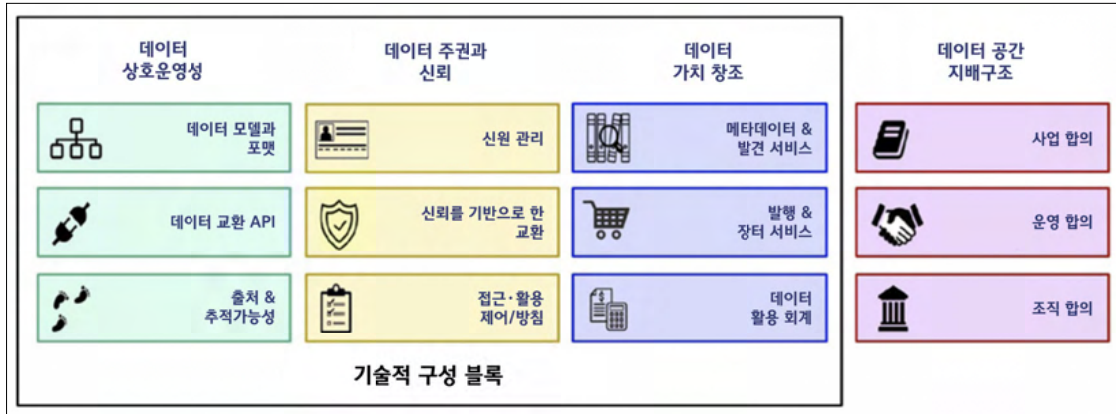 데이터
상호운영성
데이터 주권과
신뢰
데이터
가치 창조
데이터 공간
지배구조
데이터 모델과
포맷
신원 관리
메타데이터 &
발견 서비스
사업 합의
데이터 교환 API
신뢰를 기반으로 한
교환
발행 &
장터 서비스
운영 합의
출처 &
추적가능성
접근·활용
제어/방침
데이터
활용 회계
조직 합의
기술적 구성 블록